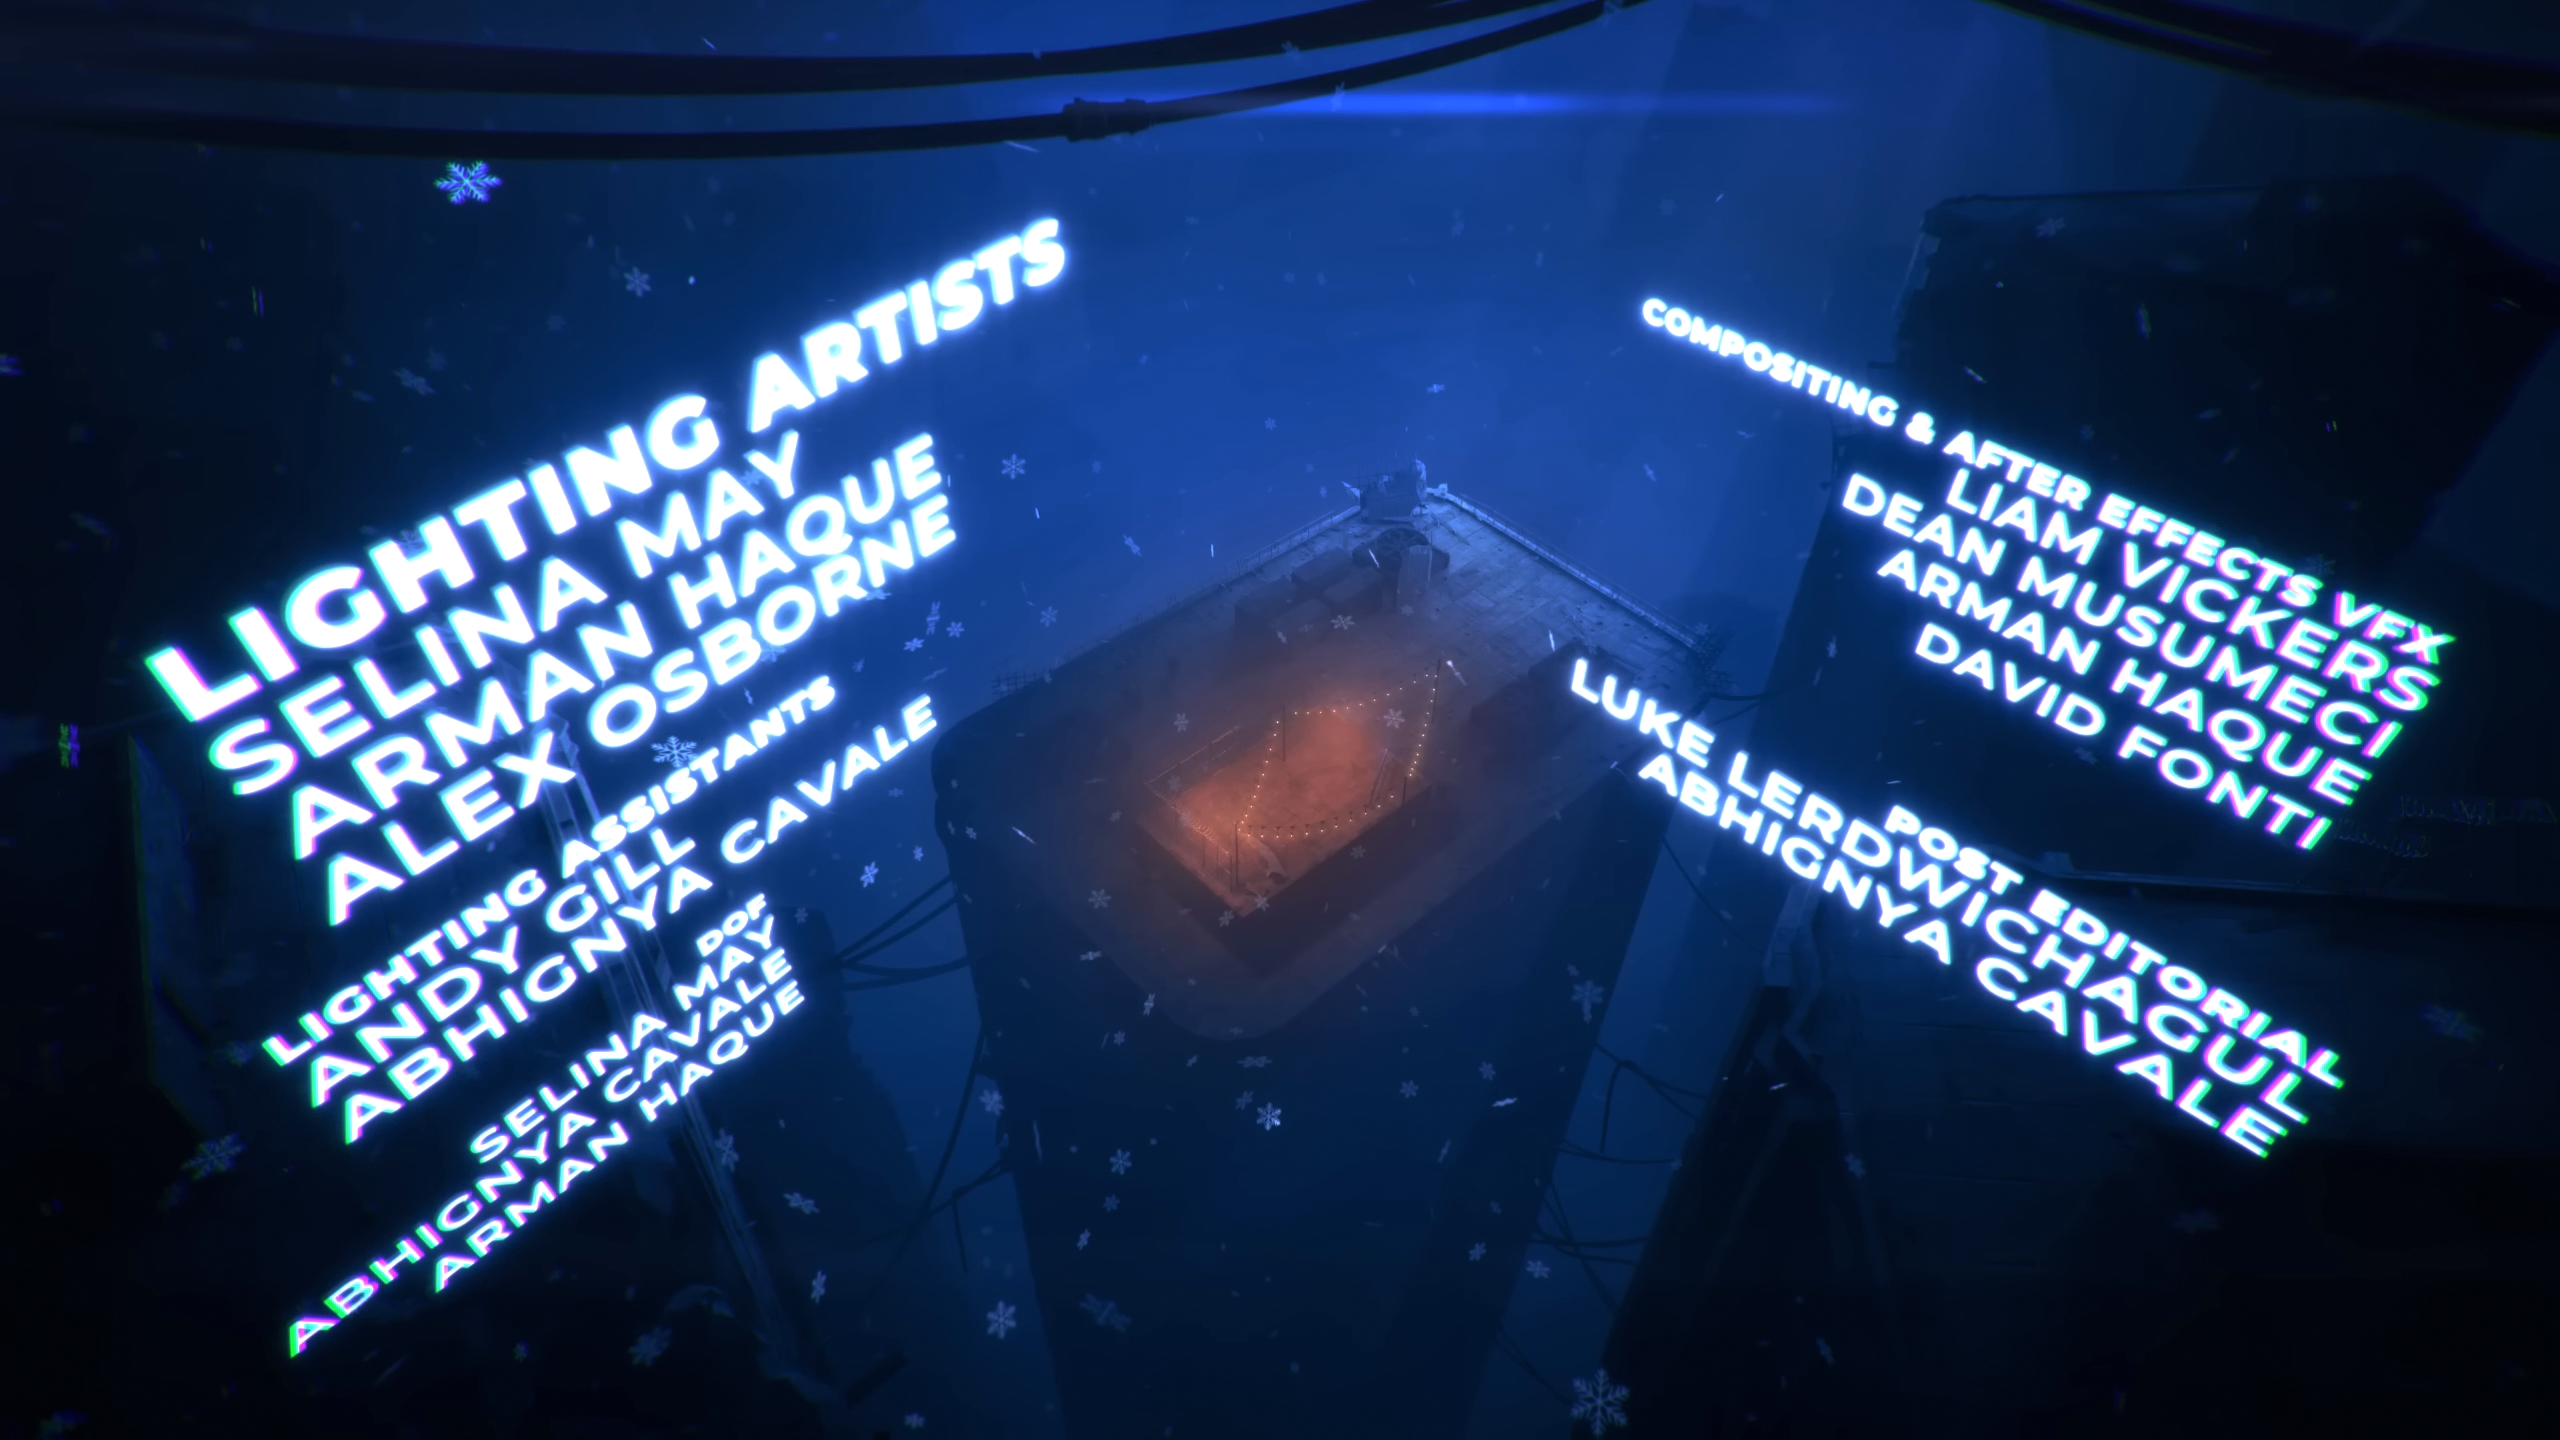 LIGHTING ARTISTS
SELINA MAY
ARMAN HAQUE
ALEX OSBORNE
LIGHTING ASSISTANTS
ANDY GILL
ABHIGNYA CAVALE
DOF
SELINA MAY
ABHIGNYA CAVALE
ARMAN HAQUE
COMPOSITING & AFTER EFFECTS VFX
LIAM VICKERS
DEAN MUSUMECI
ARMAN HAQUE
DAVID FONTI
POST EDITORIAL
LUKE LERDWICHAGUL
ABHIGNYA CAVALE